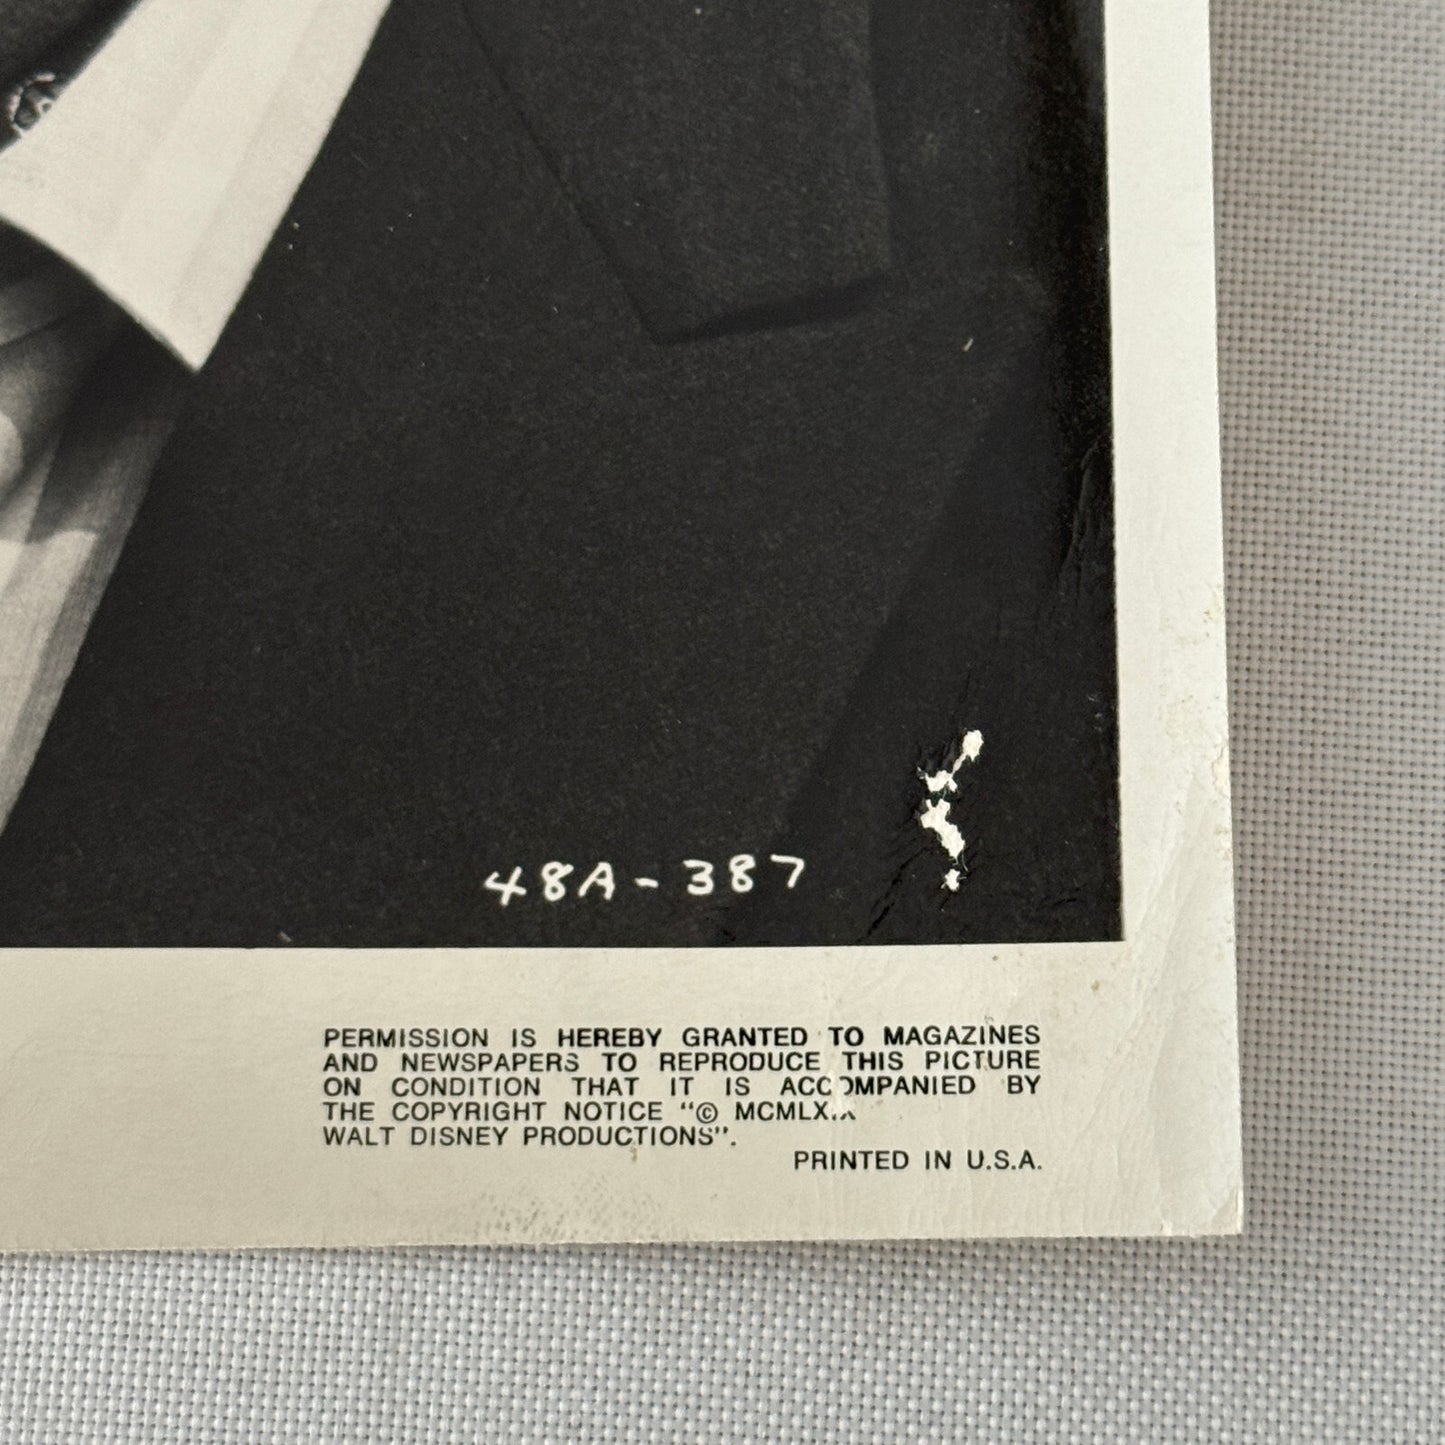 48A-387
PERMISSION IS HEREBY GRANTED TO MAGAZINES
AND NEWSPAPERS TO REPRODUCE THIS PICTURE
ON CONDITION THAT IT IS ACCOMPANIED BY
THE COPYRIGHT NOTICE "©
WALT DISNEY PRODUCTIONS".
PRINTED IN U.S.A.